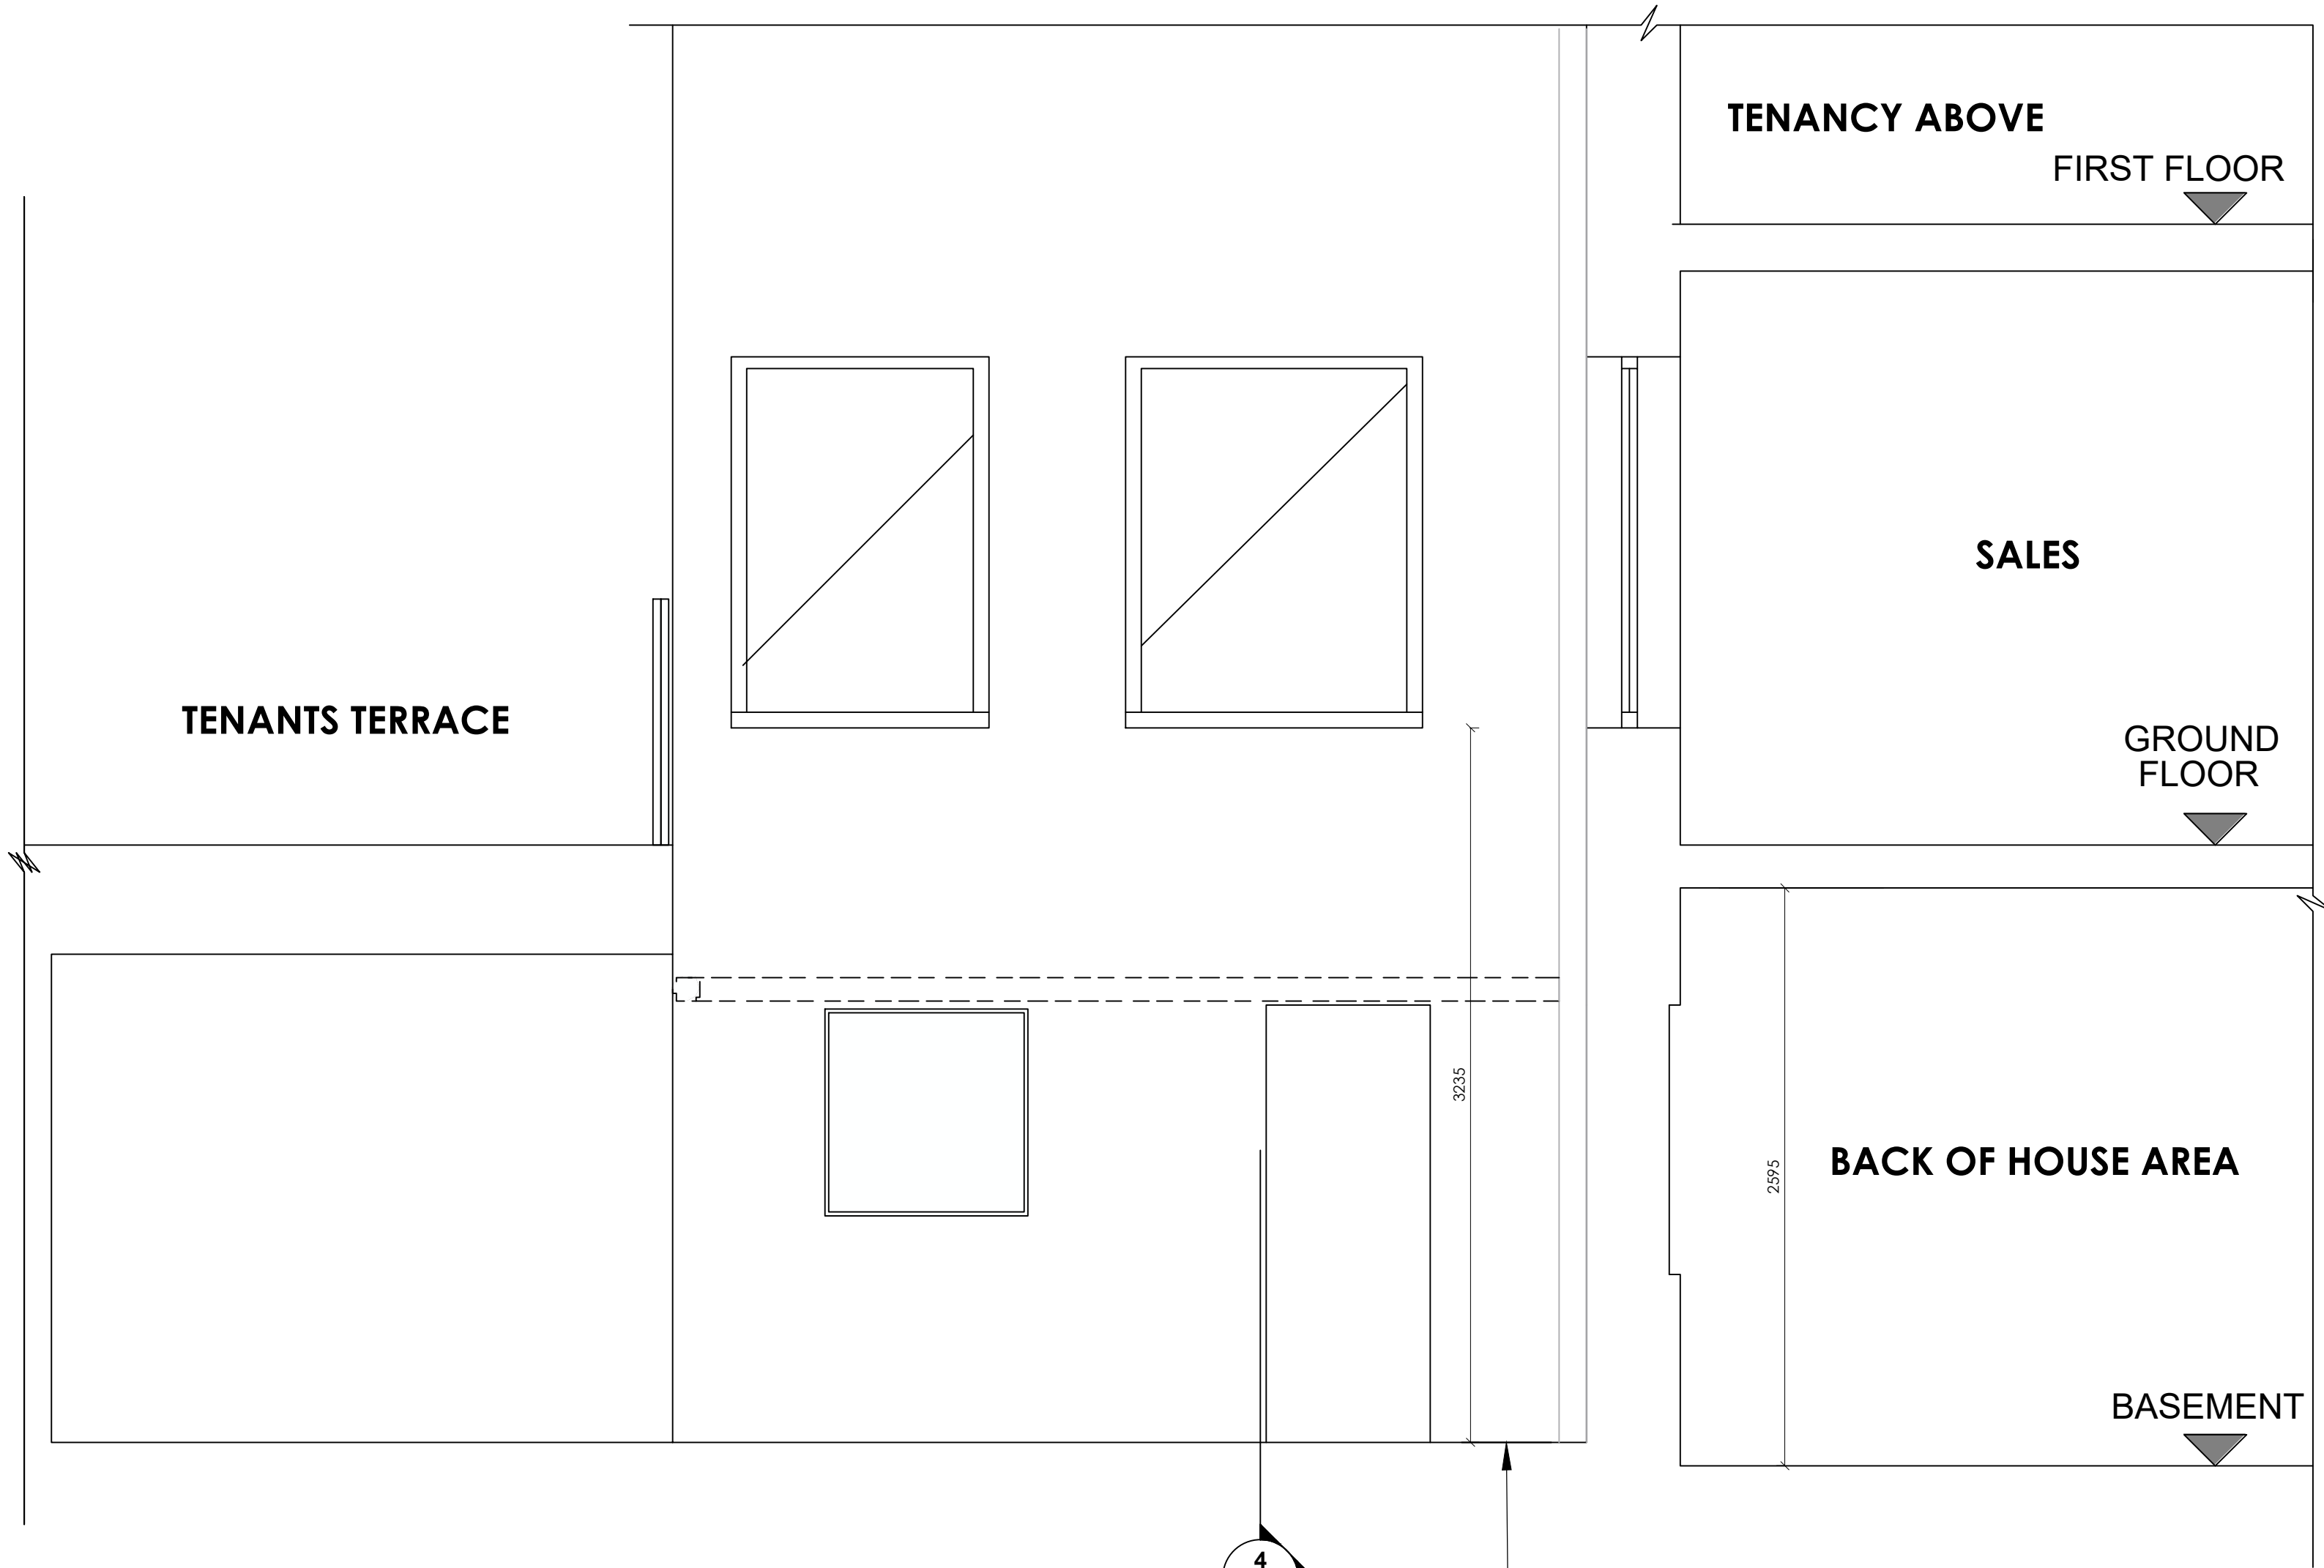 TENANCY ABOVE
FIRST FLOOR
SALES
TENANTS TERRACE
GROUND
FLOOR
3235
2595
BACK OF HOUSE AREA
BASEMENT
4